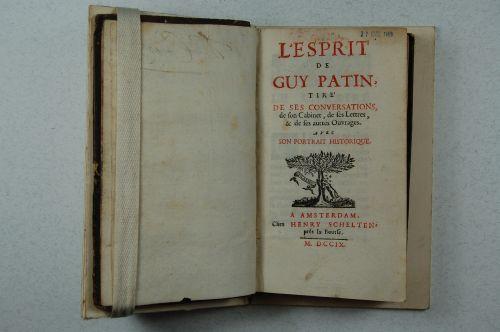 L'ESPRIT
DE
GUY PATIN,
TIRE'
DE SES CONVERSATIONS,
de son Cabinet, de ses Lettres,
& de ses autres Ouvrages.
AVEC
SON PORTRAIT HISTORIQUE.
A AMSTERDAM,
Chez HENRY SCHELTEN,
près la Bourse.
M. DCCIX.